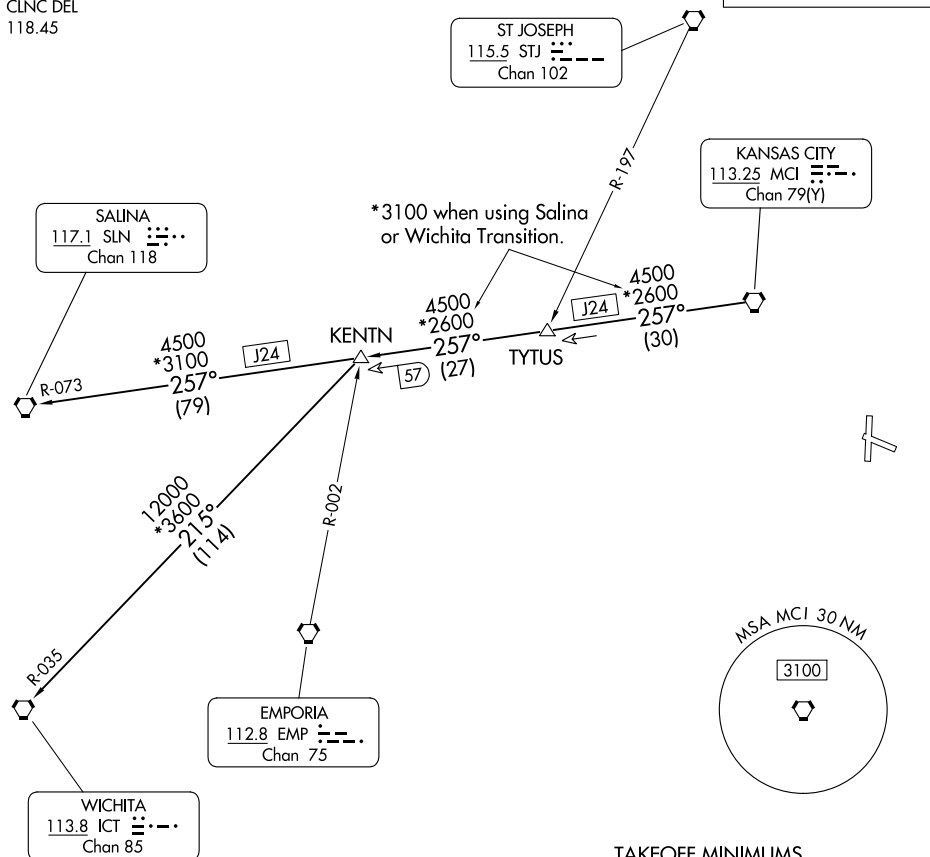 CLNC DEL
118.45
ST JOSEPH
115.5 STJ
Chan 102
R-197
KANSAS CITY
113.25 MCI
Chan 79(Y)
*3100 when using Salina
or Wichita Transition.
SALINA
117.1 SLN
Chan 118
4500
*2600
257°
(30)
J24
TYTUS
4500
*2600
257°
(27)
KENTN
57
J24
4500
*3100
257°
(79)
R-073
12000
*3600
215°
(114)
R-035
R-002
EMPORIA
112.8 EMP
Chan 75
WICHITA
113.8 ICT
Chan 85
MSA MCI 30 NM
3100
TAKEOFF MINIMUMS